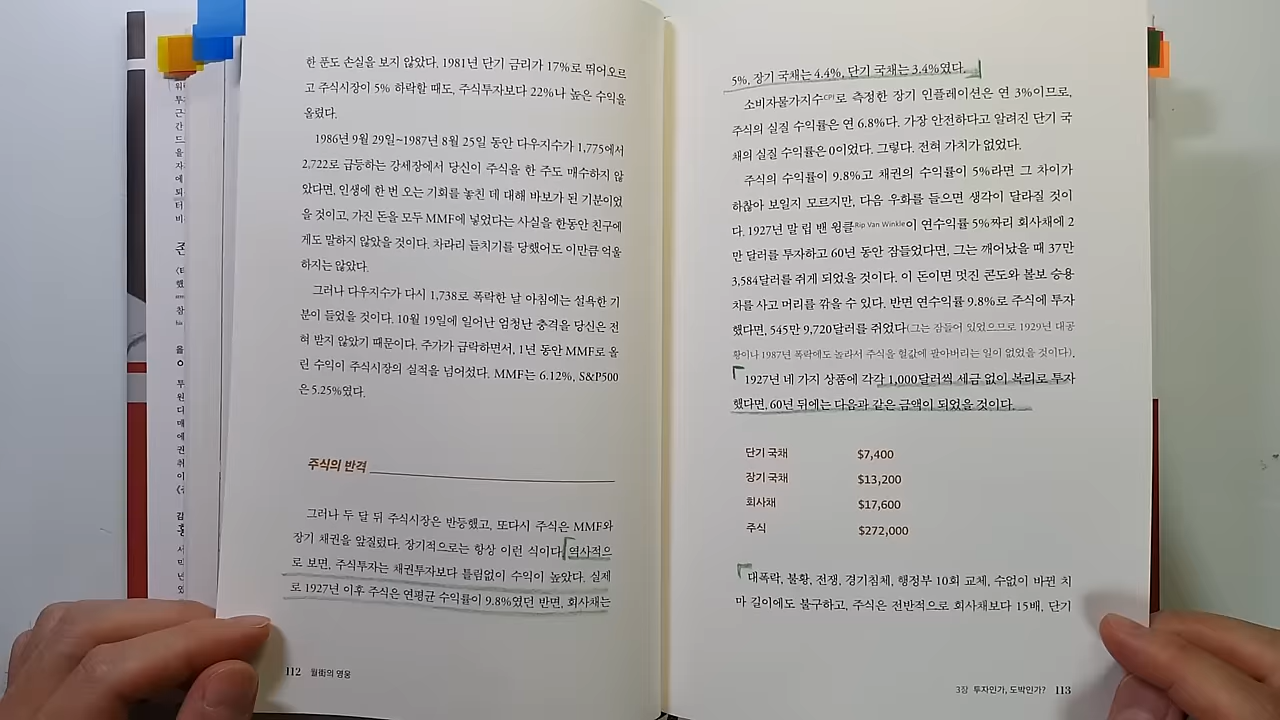 한 푼도 손실을 보지 않았다. 1981년 단기 금리가 17%로 뛰어오르
고 주식시장이 5% 하락할 때도, 주식투자보다 22%나 높은 수익을
올렸다.
1986년 9월 29일~1987년 8월 25일 동안 다우지수가 1,775에서
2,722로 급등하는 강세장에서 당신이 주식을 한 주도 매수하지 않
았다면, 인생에 한 번 오는 기회를 놓친 데 대해 바보가 된 기분이었
을 것이고, 가진 돈을 모두 MMF에 넣었다는 사실을 한동안 친구에
게도 말하지 않았을 것이다. 차라리 들치기를 당했어도 이만큼 억울
하지는 않았다.
그러나 다우지수가 다시 1,738로 폭락한 날 아침에는 설욕한 기
분이 들었을 것이다. 10월 19일에 일어난 엄청난 충격을 당신은 전
혀 받지 않았기 때문이다. 주가가 급락하면서, 1년 동안 MMF로 올
린 수익이 주식시장의 실적을 넘어섰다. MMF는 6.12%, S&P500
은 5.25%였다.
주식의 반격
그러나 두 달 뒤 주식시장은 반등했고, 또다시 주식은 MMF와
장기 채권을 앞질렀다. 장기적으로는 항상 이런 식이다. 역사적으
로 보면, 주식투자는 채권투자보다 틀림없이 수익이 높았다. 실제
로 1927년 이후 주식은 연평균 수익률이 9.8%였던 반면, 회사채는
112 월街의 영웅
5%, 장기 국채는 4.4%, 단기 국채는 3.4%였다.
소비자물가지수CPI로 측정한 장기 인플레이션은 연 3%이므로,
주식의 실질 수익률은 연 6.8%다. 가장 안전하다고 알려진 단기 국
채의 실질 수익률은 0이었다. 그렇다. 전혀 가치가 없었다.
주식의 수익률이 9.8%고 채권의 수익률이 5%라면 그 차이가
하찮아 보일지 모르지만, 다음 우화를 들으면 생각이 달라질 것이
다. 1927년 말 립 밴 윙클Rip Van Winkle이 연수익률 5%짜리 회사채에 2
만 달러를 투자하고 60년 동안 잠들었다면, 그는 깨어났을 때 37만
3,584달러를 쥐게 되었을 것이다. 이 돈이면 멋진 콘도와 볼보 승용
차를 사고 머리를 깎을 수 있다. 반면 연수익률 9.8%로 주식에 투자
했다면, 545만 9,720달러를 쥐었다(그는 잠들어 있었으므로 1929년 대공
황이나 1987년 폭락에도 놀라서 주식을 헐값에 팔아버리는 일이 없었을 것이다).
1927년 네 가지 상품에 각각 1,000달러씩 세금 없이 복리로 투자
했다면, 60년 뒤에는 다음과 같은 금액이 되었을 것이다.
단기 국채 $7,400
장기 국채 $13,200
회사채 $17,600
주식 $272,000
대폭락, 불황, 전쟁, 경기침체, 행정부 10회 교체, 수없이 바뀐 치
마 길이에도 불구하고, 주식은 전반적으로 회사채보다 15배, 단기
3장 투자인가, 도박인가? 113